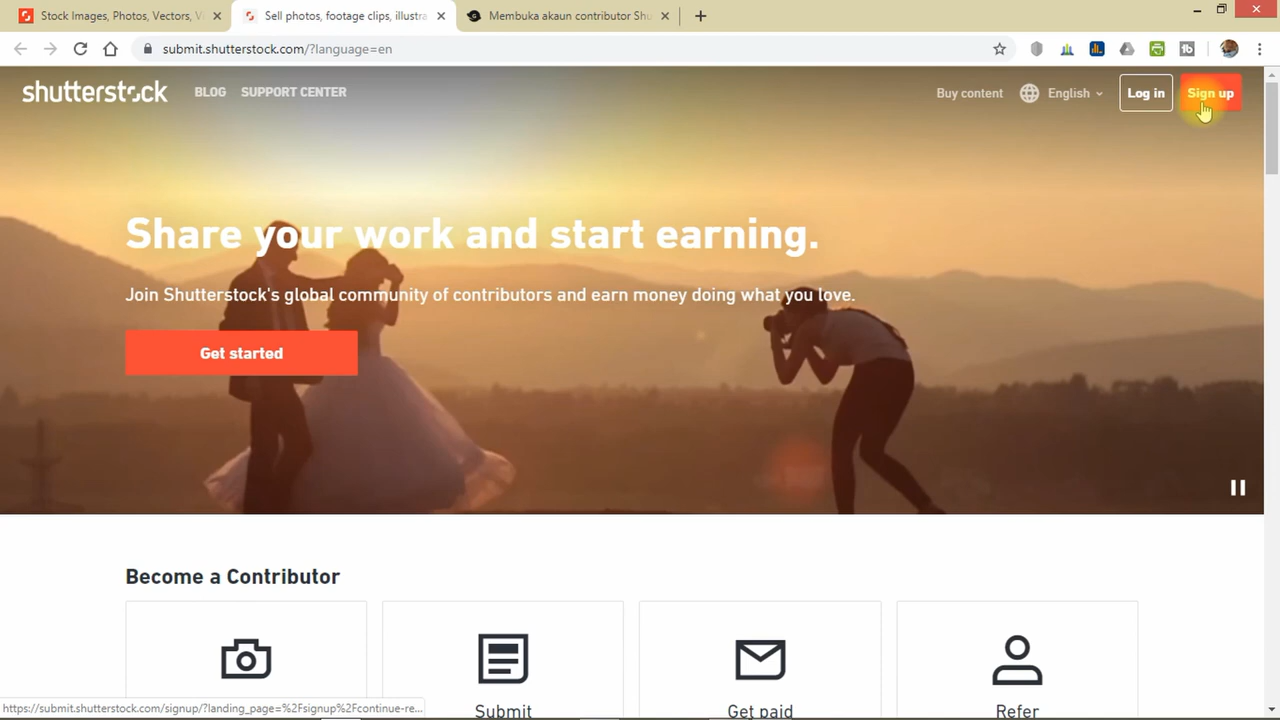 Stock Images, Photos, Vectors, Vi
Sell photos, footage clips, illustra
Membuka akaun contributor Shu
submit.shutterstock.com/?language=en
shutterstock
BLOG
SUPPORT CENTER
Buy content
English
Log in
Sign up
Share your work and start earning.
Join Shutterstock's global community of contributors and earn money doing what you love.
Get started
Become a Contributor
Submit
Get paid
Refer
https://submit.shutterstock.com/signup/?landing_page=%2Fsignup%2Fcontinue-re...